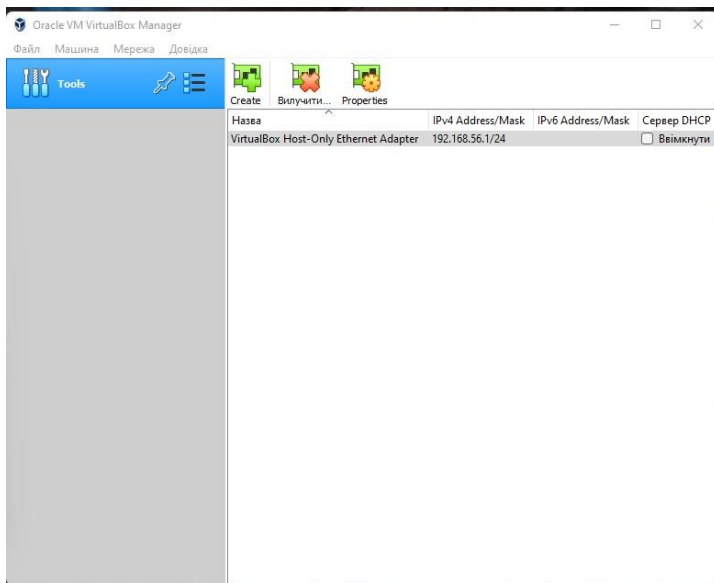 Oracle VM VirtualBox Manager
Файл Машина Мережа Довідка
Tools
Create Вилучити... Properties
Назва IPv4 Address/Mask IPv6 Address/Mask Сервер DHCP
VirtualBox Host-Only Ethernet Adapter 192.168.56.1/24 Ввімкнути